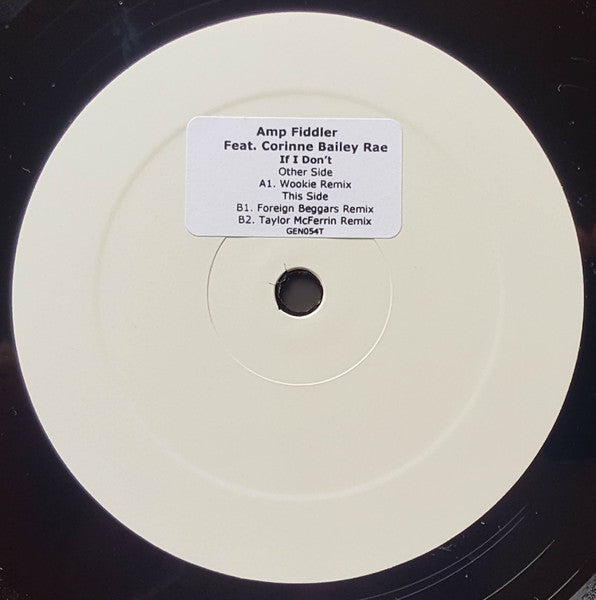 Amp Fiddler
Feat. Corinne Bailey Rae
If I Don't
Other Side
A1. Wookie Remix
This Side
B1. Foreign Beggars Remix
B2. Taylor McFerrin Remix
GEN054T